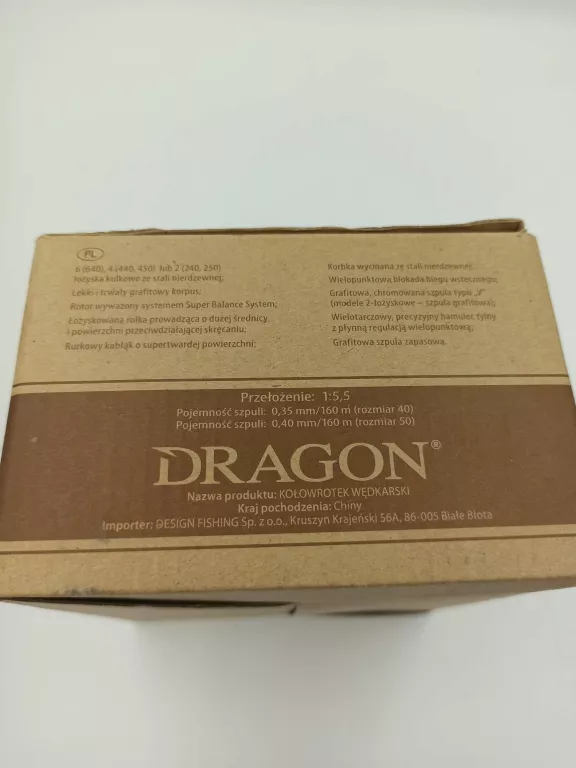 PL
6 (640), 4 (440, 450) lub 2 (240, 250)
łożyska kulkowe ze stali nierdzewnej;
Lekki i trwały grafitowy korpus;
Rotor wyważony systemem Super Balance System;
Łożyskowana rolka prowadząca o dużej średnicy
i powierzchni przeciwdziałającej skręcaniu;
Rurkowy kabłąk o supertwardej powierzchni;
Korbka wycinana ze stali nierdzewnej;
Wielopunktowa blokada biegu wstecznego;
Grafitowa, chromowana szpula typu „V”
(modele 2-łożyskowe – szpula grafitowa);
Wielotarczowy, precyzyjny hamulec tylny
z płynną regulacją wielopunktową;
Grafitowa szpula zapasowa.
Przełożenie: 1:5,5
Pojemność szpuli: 0,35 mm/160 m (rozmiar 40)
Pojemność szpuli: 0,40 mm/160 m (rozmiar 50)
DRAGON®
Nazwa produktu: KOŁOWROTEK WĘDKARSKI
Kraj pochodzenia: Chiny
Importer: DESIGN FISHING Sp. z o.o., Kruszyn Krajeński 56A, 86-005 Białe Błota